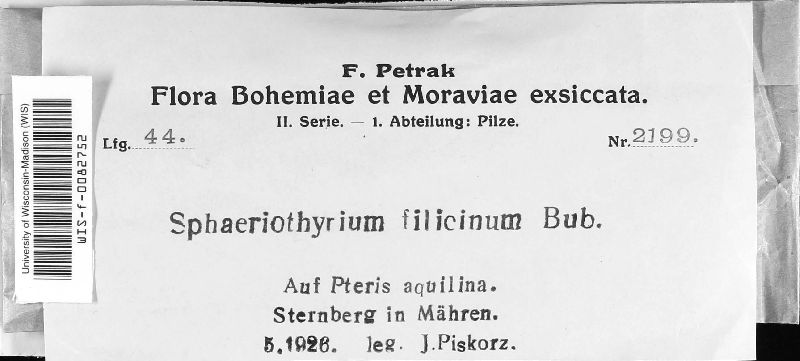 F. Petrak
Flora Bohemiae et Moraviae exsiccata.
II. Serie. — 1. Abteilung: Pilze.
Lfg. 44. Nr. 2199.
Sphaeriothyrium filicinum Bub.
Auf Pteris aquilina.
Sternberg in Mähren.
5.1926. leg. J.Piskorz.
University of Wisconsin-Madison (WIS)
WIS-f-0082752